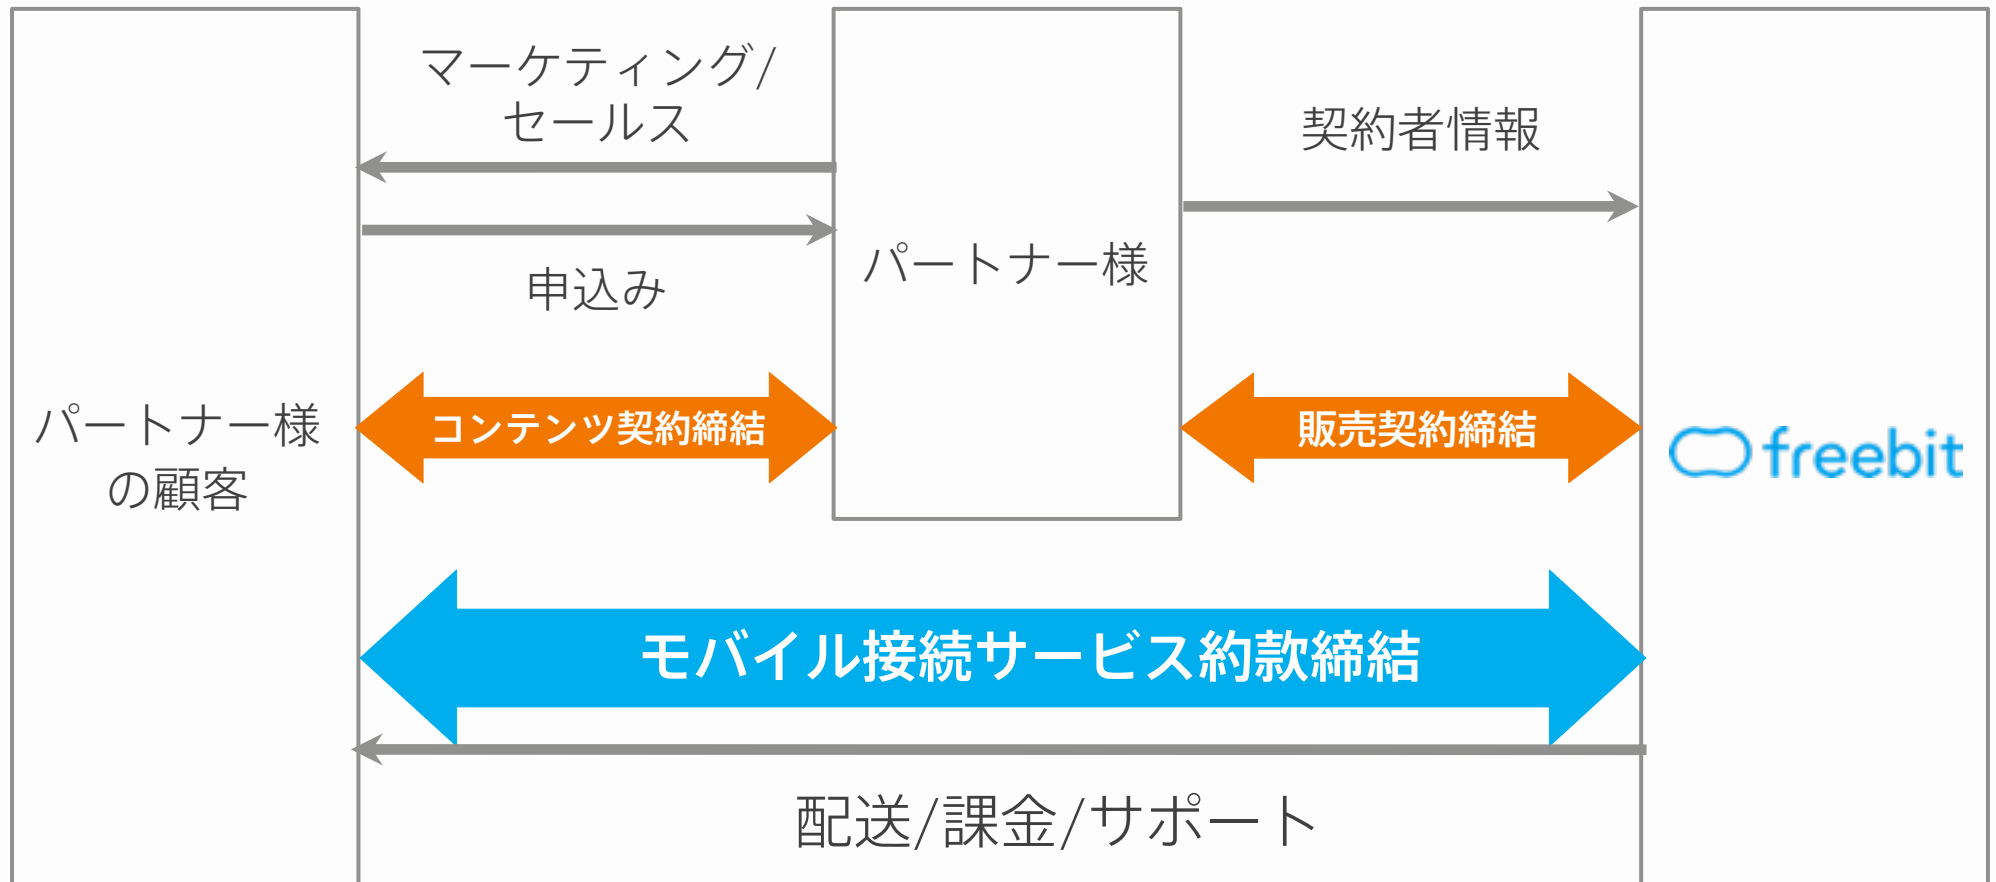 マーケティング/
セールス
契約者情報
申込み
パートナー様
パートナー様
の顧客
コンテンツ契約締結
販売契約締結
freebit
モバイル接続サービス約款締結
配送/課金/サポート